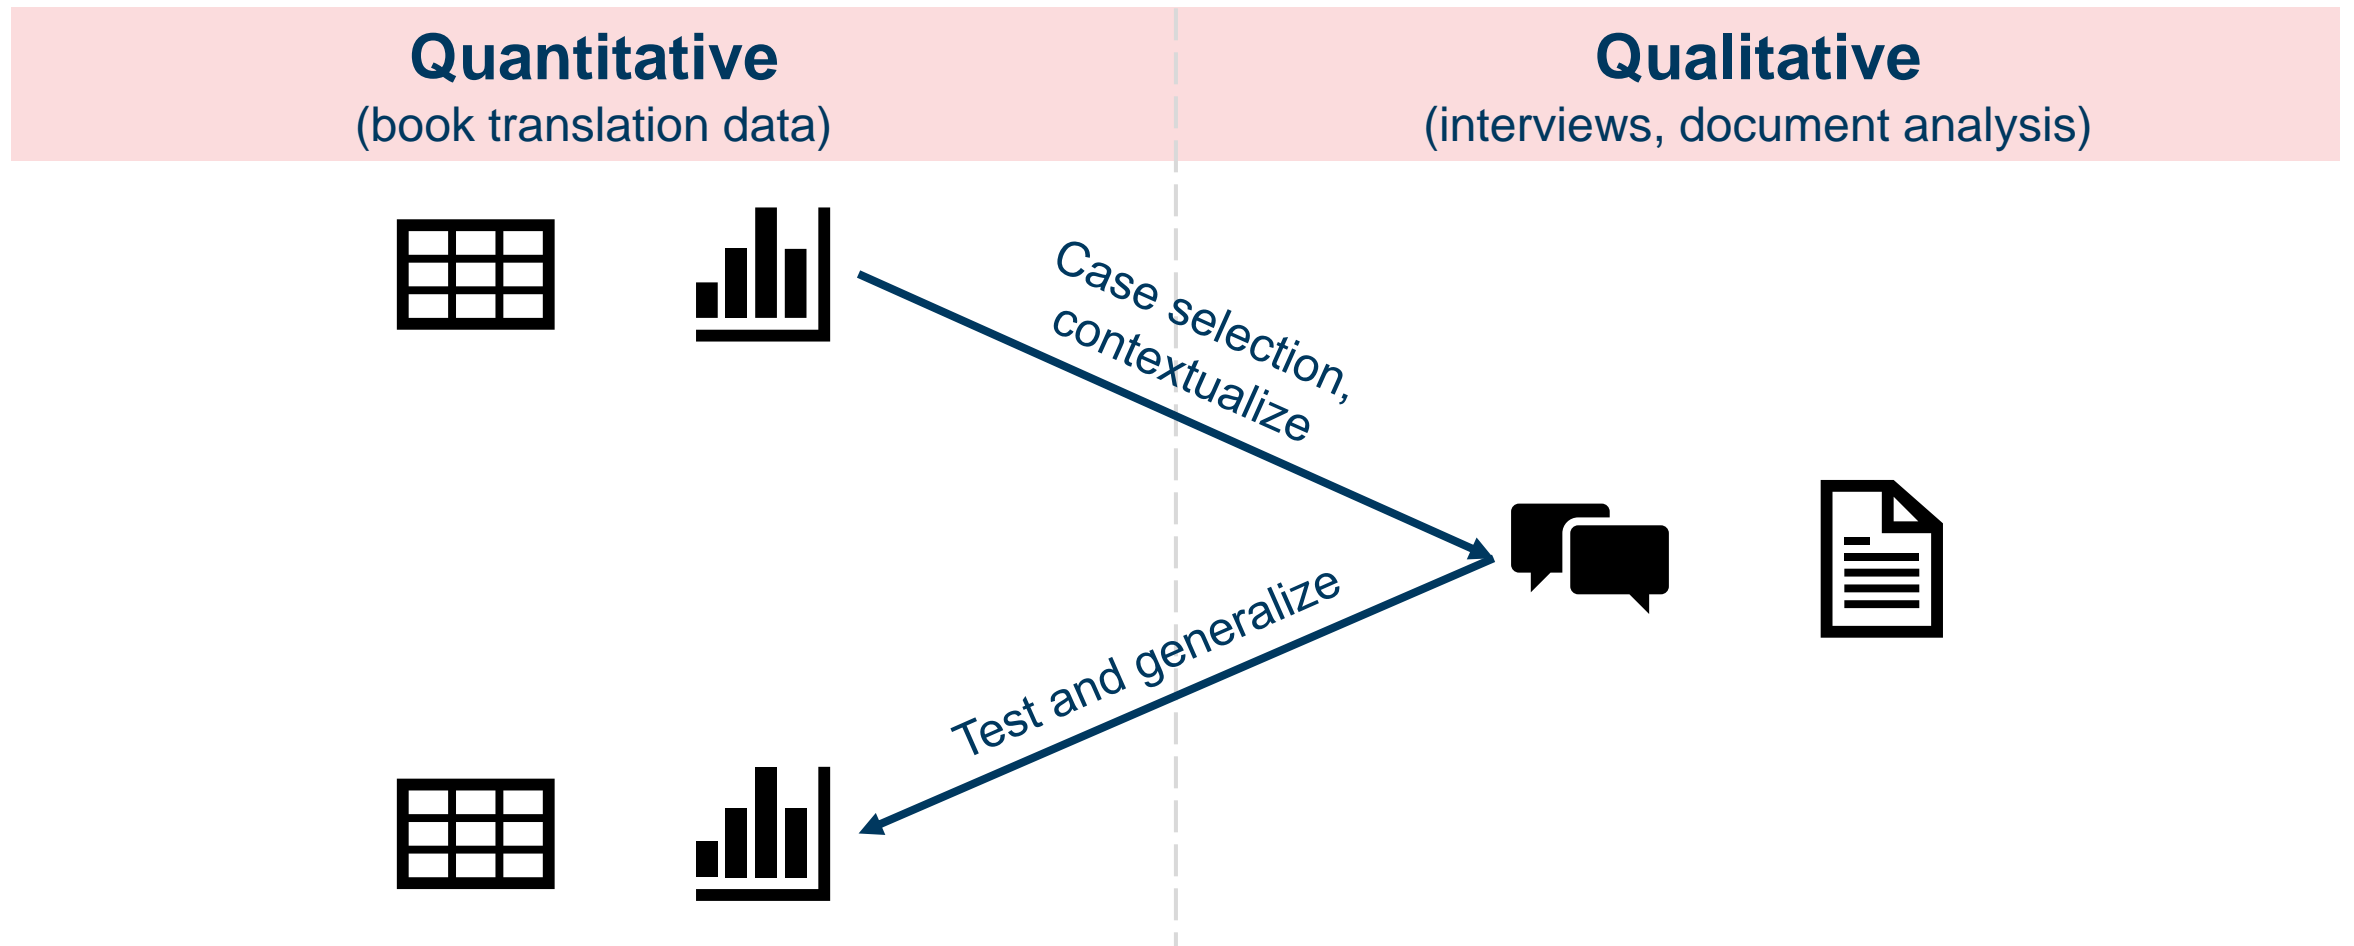 Quantitative
(book translation data)
Qualitative
(interviews, document analysis)
Case selection,
contextualize
Test and generalize